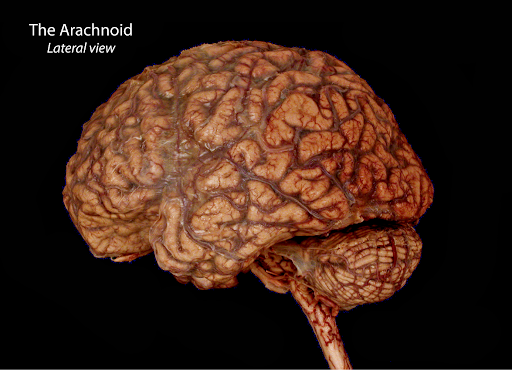 The Arachnoid
Lateral view